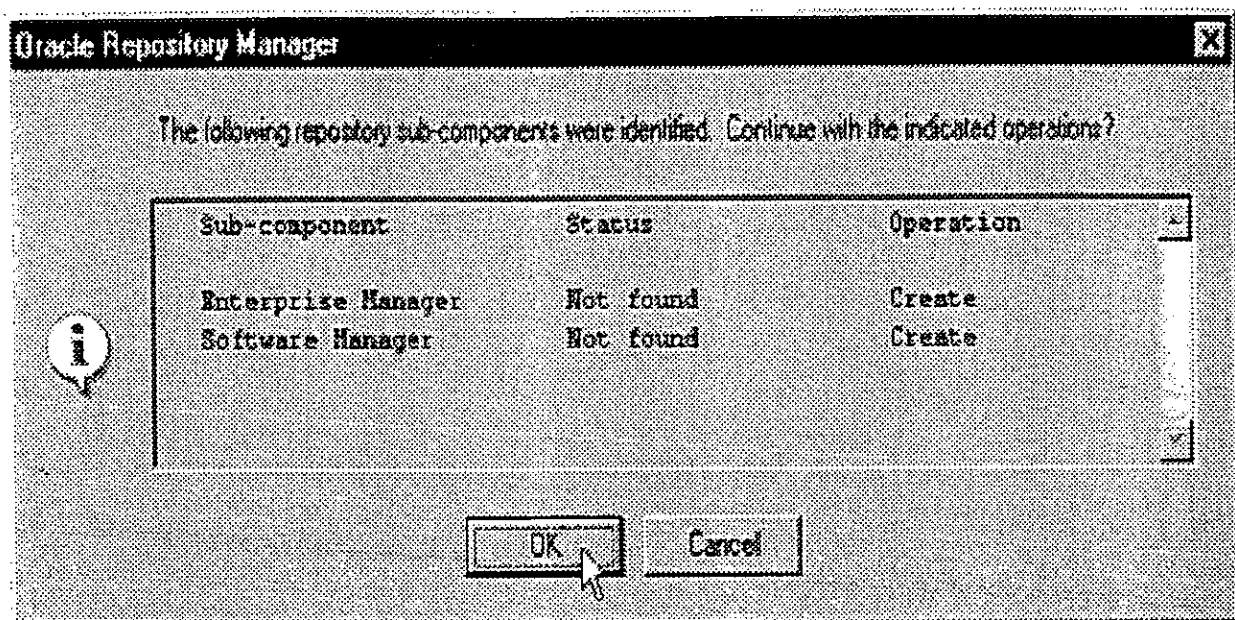 Oracle Repository Manager
The following repository sub-components were identified. Continue with the indicated operations?
Sub-component Status Operation
Enterprise Manager Not found Create
Software Manager Not found Create
OK Cancel